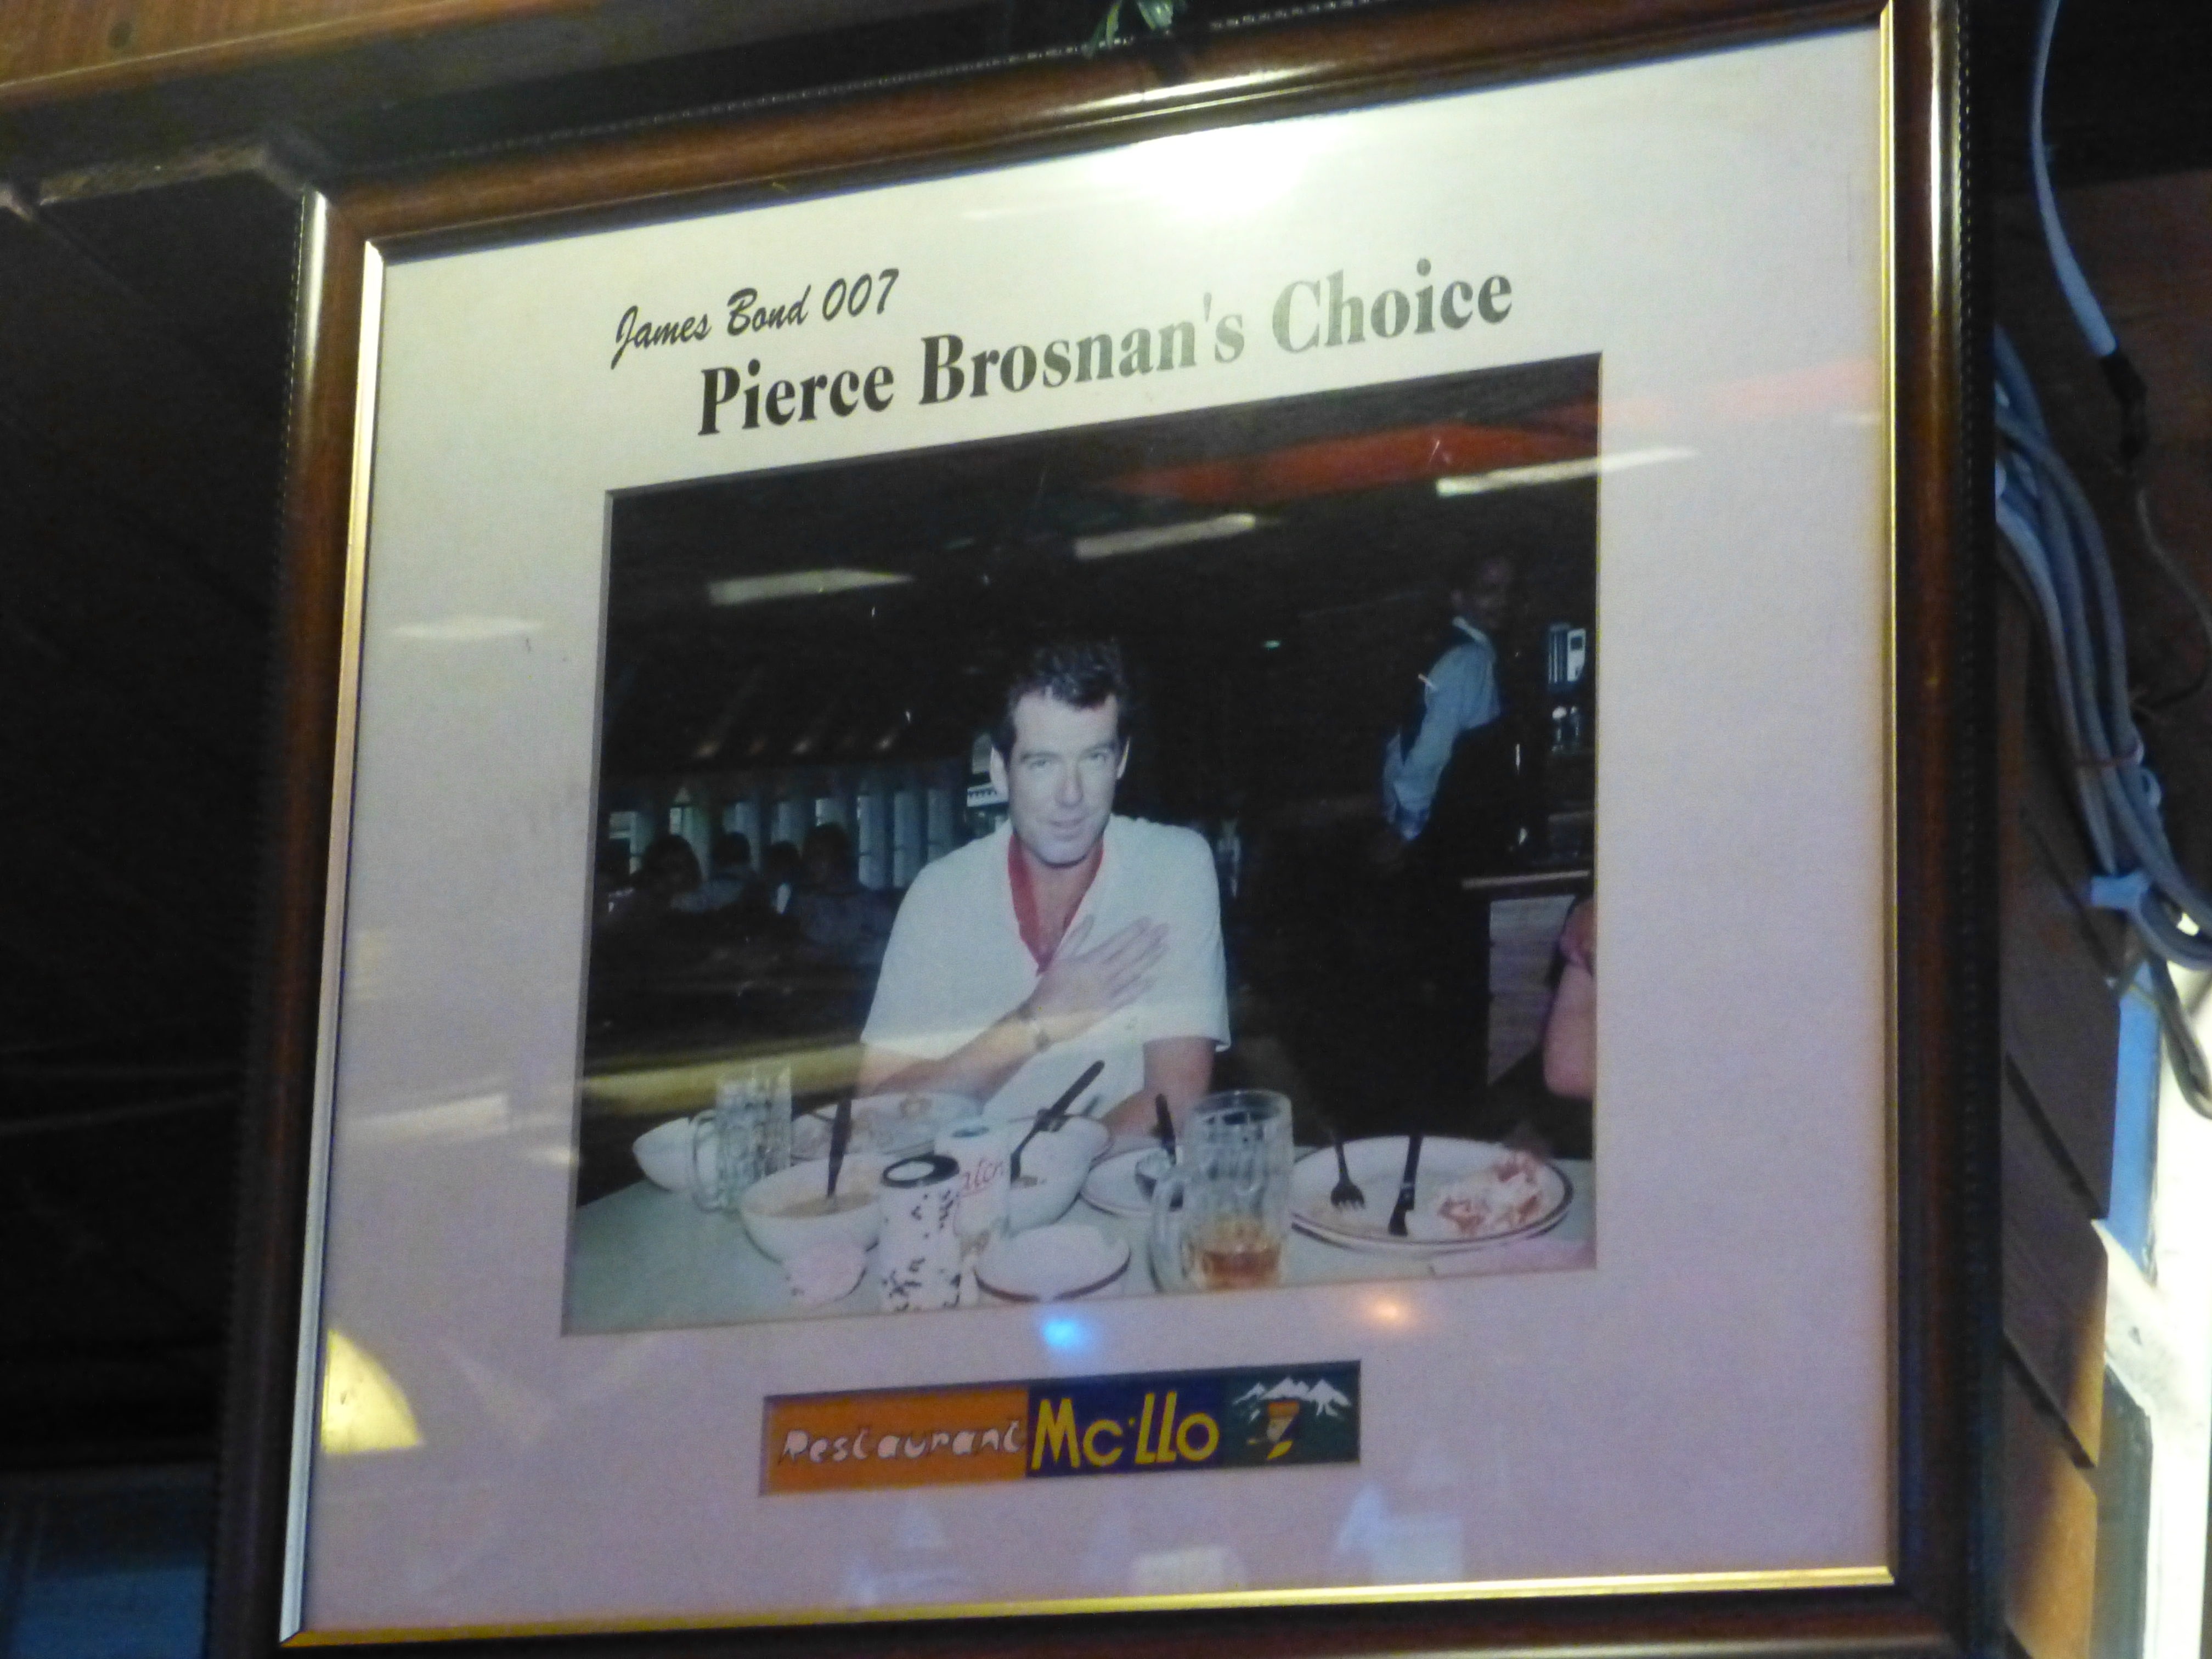 James Bond 007
Pierce Brosnan's Choice
Restaurant Mc·LLo